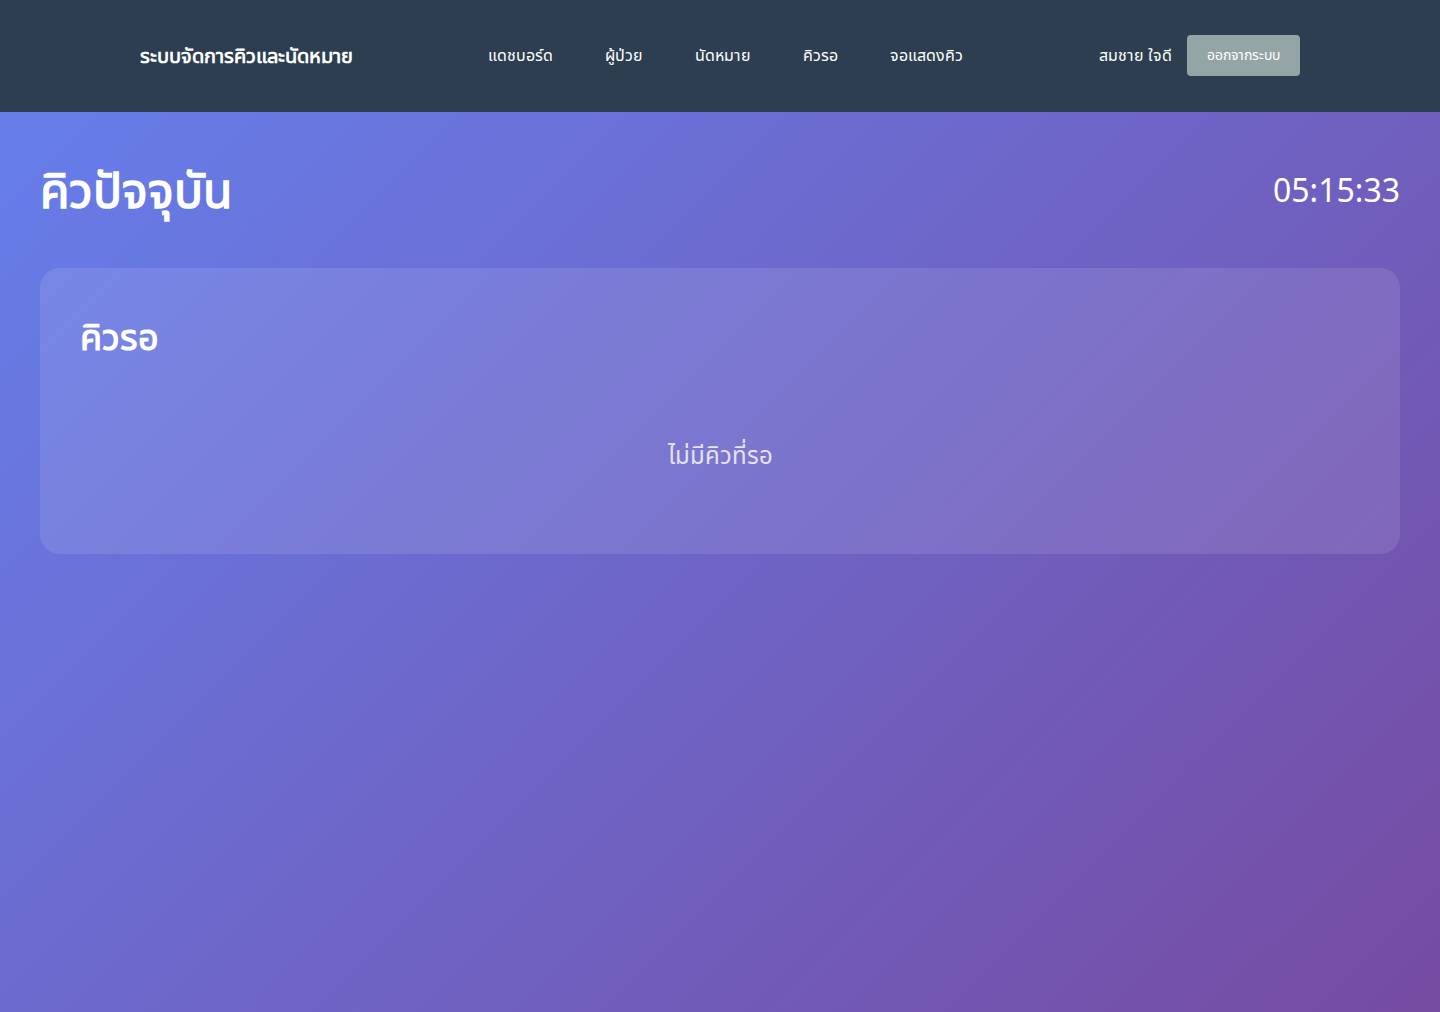 ระบบจัดการคิวและนัดหมาย
แดชบอร์ด
ผู้ป่วย
นัดหมาย
คิวรอ
จอแสดงคิว
สมชาย ใจดี
ออกจากระบบ
คิวปัจจุบัน
05:15:33
คิวรอ
ไม่มีคิวที่รอ